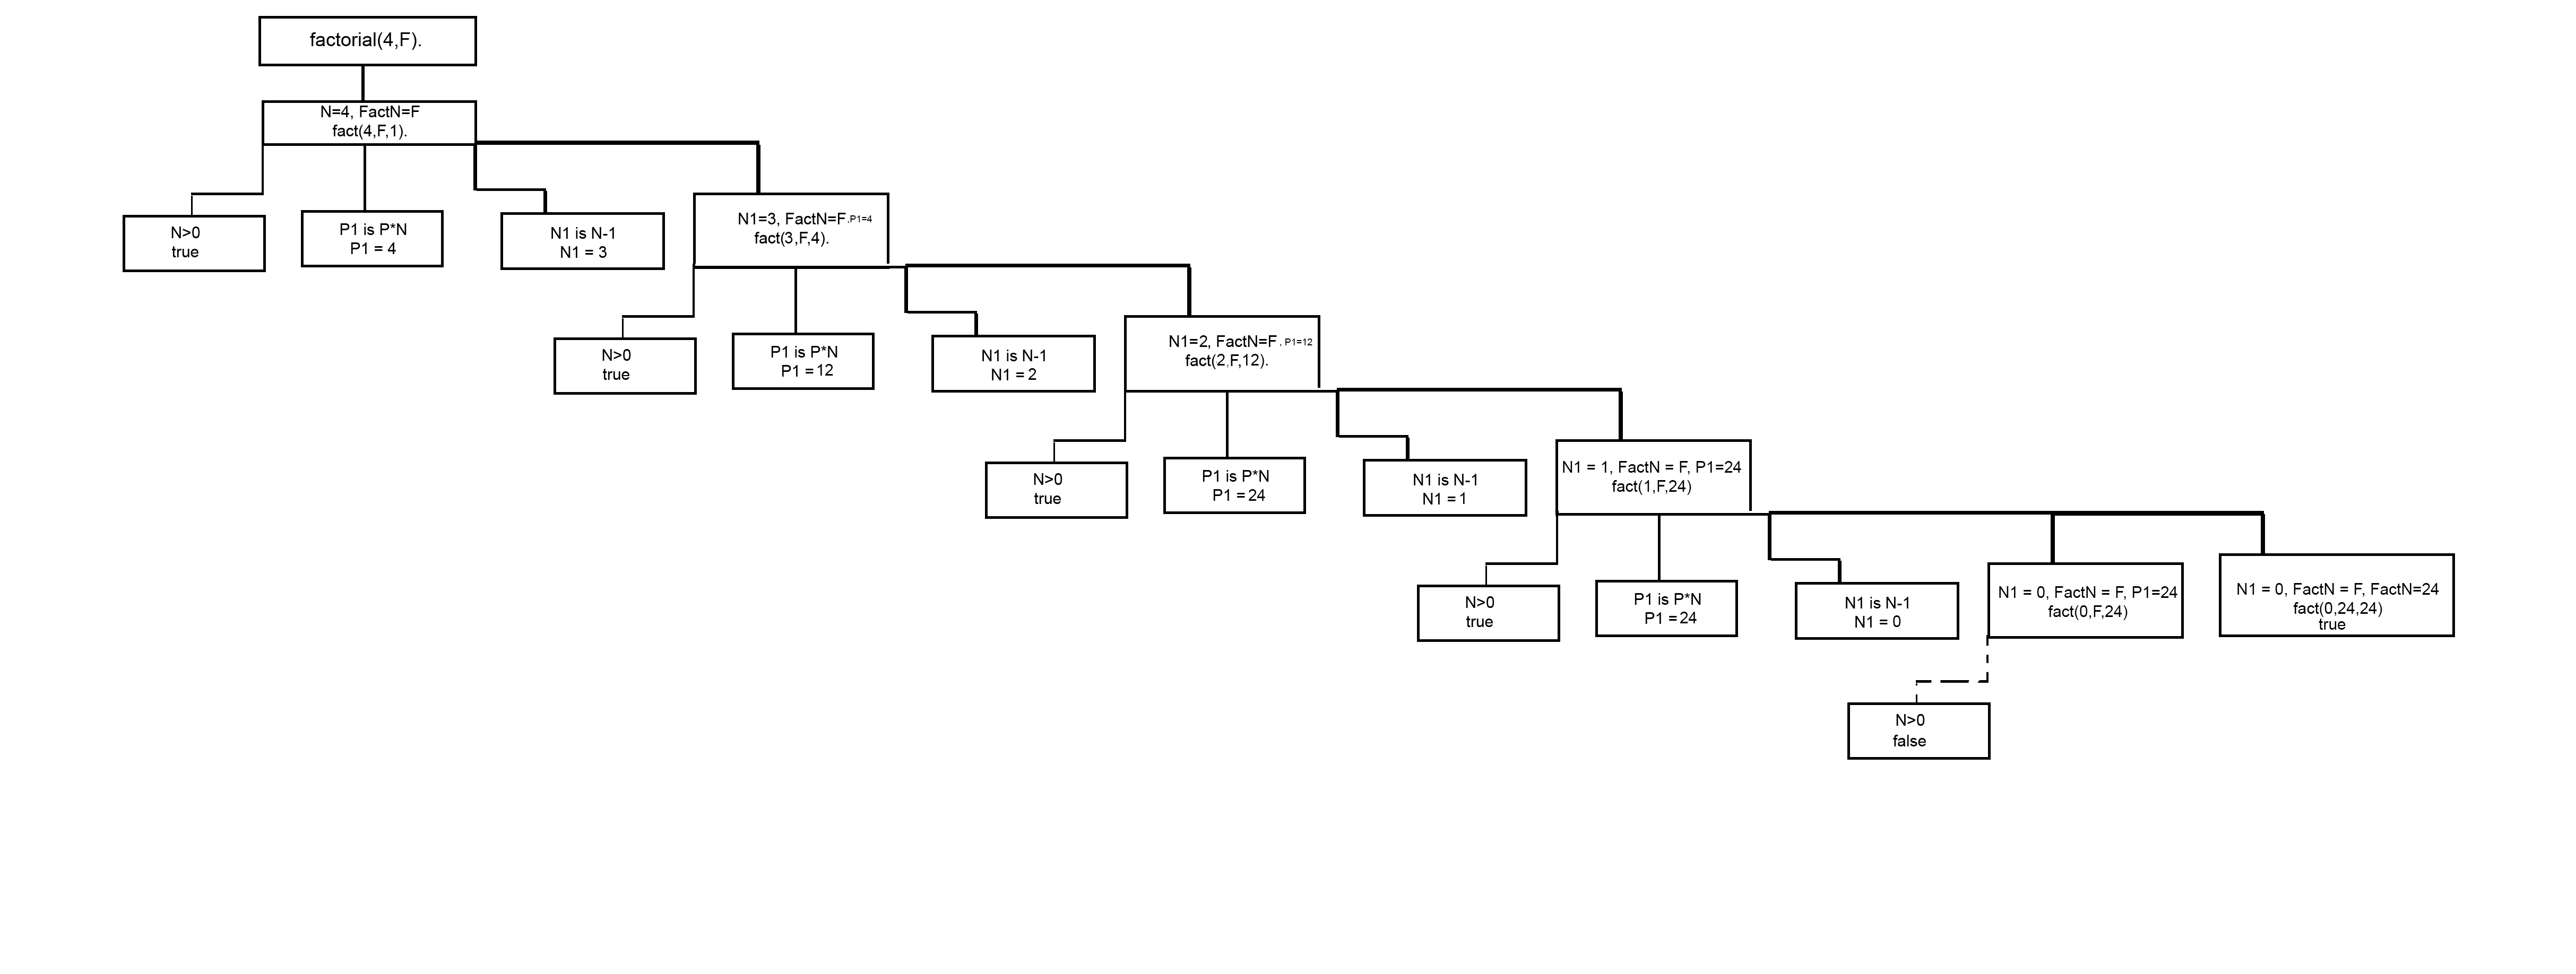 factorial(4,F).
N=4, FactN=F
fact(4,F,1).
N>0
true
P1 is P*N
P1 = 4
N1 is N-1
N1 = 3
N1=3, FactN=F,P1=4
fact(3,F,4).
N>0
true
P1 is P*N
P1 = 12
N1 is N-1
N1 = 2
N1=2, FactN=F, P1=12
fact(2,F,12).
N>0
true
P1 is P*N
P1 = 24
N1 is N-1
N1 = 1
N1 = 1, FactN = F, P1=24
fact(1,F,24)
N>0
true
P1 is P*N
P1 = 24
N1 is N-1
N1 = 0
N1 = 0, FactN = F, P1=24
fact(0,F,24)
N1 = 0, FactN = F, FactN=24
fact(0,24,24)
true
N>0
false